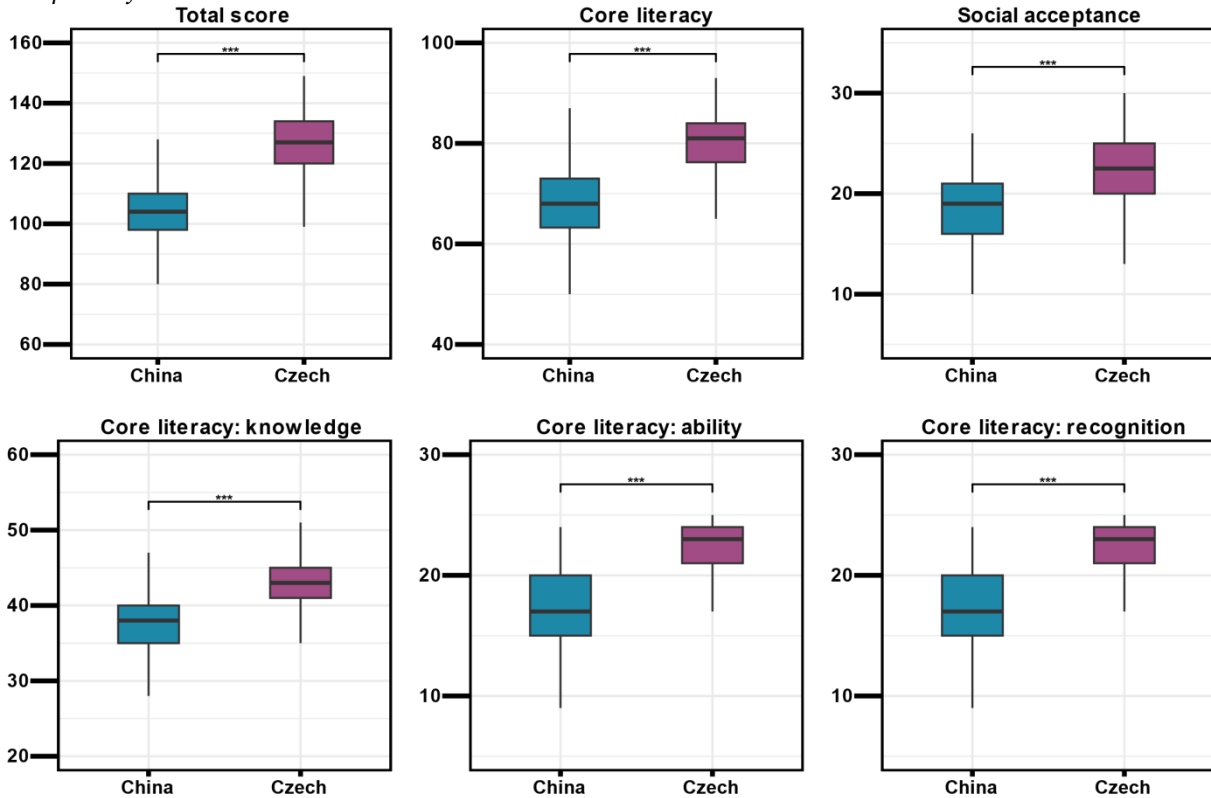 Total score
Core literacy
Social acceptance
160
140
120
100
80
60
***
China
Czech
100
80
60
40
***
China
Czech
30
20
10
***
China
Czech
Core literacy: knowledge
Core literacy: ability
Core literacy: recognition
60
50
40
30
20
***
China
Czech
30
20
10
***
China
Czech
30
20
10
***
China
Czech